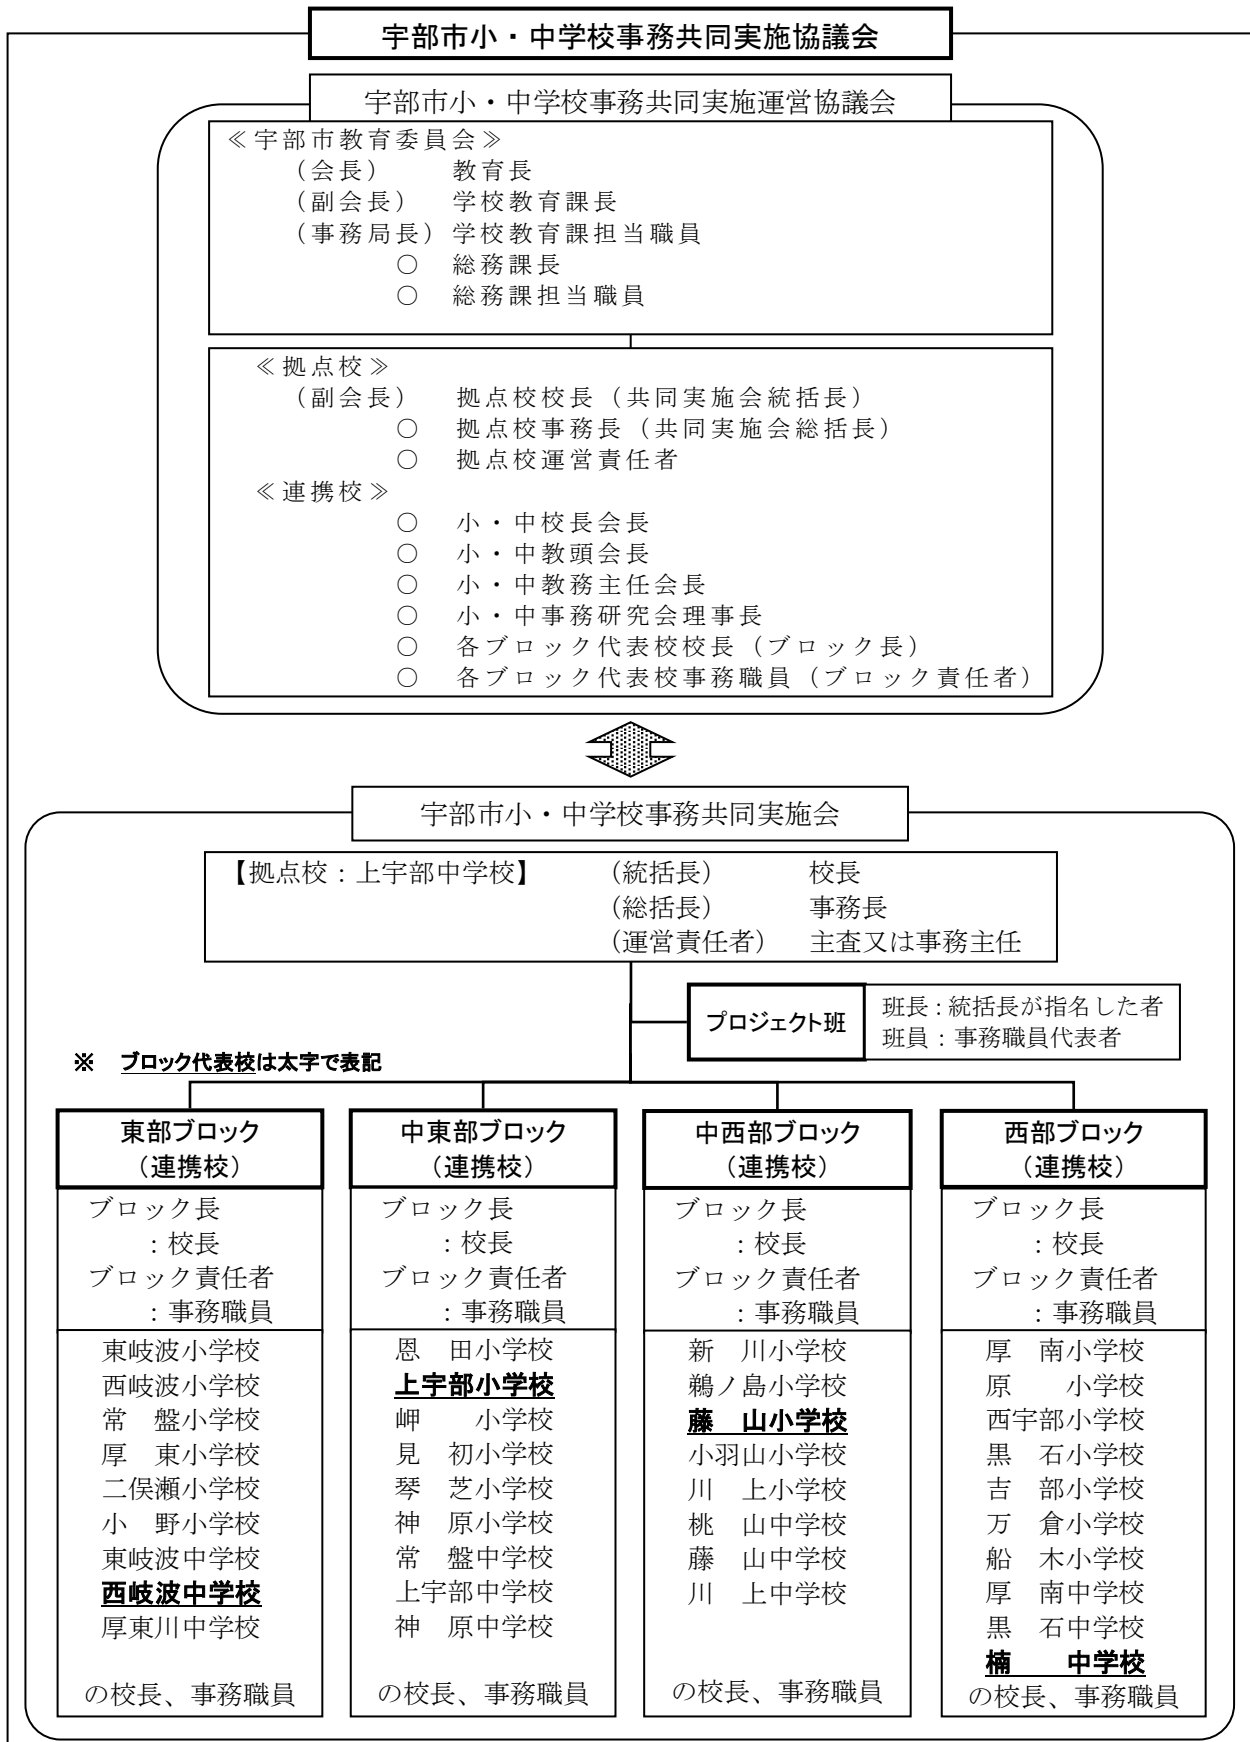 宇部市小・中学校事務共同実施協議会
宇部市小・中学校事務共同実施運営協議会
≪宇部市教育委員会≫
(会長) 教育長
(副会長) 学校教育課長
(事務局長) 学校教育課担当職員
○ 総務課長
○ 総務課担当職員
≪拠点校≫
(副会長) 拠点校校長(共同実施会統括長)
○ 拠点校事務長(共同実施会総括長)
○ 拠点校運営責任者
≪連携校≫
○ 小・中校長会長
○ 小・中教頭会長
○ 小・中教務主任会長
○ 小・中事務研究会理事長
○ 各ブロック代表校校長(ブロック長)
○ 各ブロック代表校事務職員(ブロック責任者)
宇部市小・中学校事務共同実施会
【拠点校:上宇部中学校】 (統括長) 校長
(総括長) 事務長
(運営責任者) 主査又は事務主任
プロジェクト班
班長:統括長が指名した者
班員:事務職員代表者
※ ブロック代表校は太字で表記
東部ブロック
(連携校)
ブロック長
:校長
ブロック責任者
:事務職員
東岐波小学校
西岐波小学校
常 盤小学校
厚 東小学校
二俣瀬小学校
小 野小学校
東岐波中学校
西岐波中学校
厚東川中学校
の校長、事務職員
中東部ブロック
(連携校)
ブロック長
:校長
ブロック責任者
:事務職員
恩 田小学校
上宇部小学校
岬 小学校
見 初小学校
琴 芝小学校
神 原小学校
常 盤中学校
上宇部中学校
神 原中学校
の校長、事務職員
中西部ブロック
(連携校)
ブロック長
:校長
ブロック責任者
:事務職員
新 川小学校
鵜ノ島小学校
藤 山小学校
小羽山小学校
川 上小学校
桃 山中学校
藤 山中学校
川 上中学校
の校長、事務職員
西部ブロック
(連携校)
ブロック長
:校長
ブロック責任者
:事務職員
厚 南小学校
原 小学校
西宇部小学校
黒 石小学校
吉 部小学校
万 倉小学校
船 木小学校
厚 南中学校
黒 石中学校
楠 中学校
の校長、事務職員